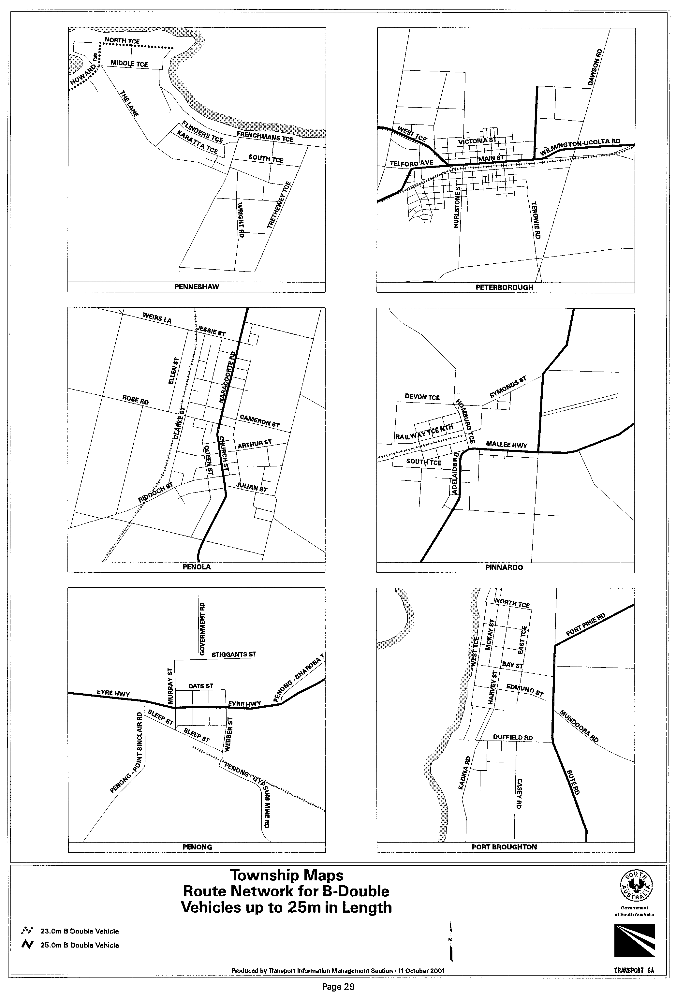 NORTH TCE
HOWARD DR
MIDDLE TCE
THE LANE
FLINDERS TCE
KARATTA TCE
FRENCHMANS TCE
SOUTH TCE
WRIGHT RD
TRETHEWEY TCE
PENNESHAW
DAWSON RD
WEST TCE
VICTORIA ST
WILMINGTON-UCOLTA RD
MAIN ST
TELFORD AVE
HURLSTONE ST
TEROWIE RD
PETERBOROUGH
WEIRS LA
JESSIE ST
ELLEN ST
NARACOORTE RD
ROBE RD
CLARKE ST
CAMERON ST
ARTHUR ST
CHURCH ST
QUEEN ST
JULIAN ST
RIDDOCH ST
PENOLA
SYMONDS ST
DEVON TCE
HOMBURG TCE
RAILWAY TCE NTH
MALLEE HWY
SOUTH TCE
ADELAIDE RD
PINNAROO
GOVERNMENT RD
STIGGANTS ST
MURRAY ST
OATS ST
PENONG - CHAROBA T
EYRE HWY
EYRE HWY
SLEEP ST
SLEEP ST
WEBBER ST
PENONG - POINT SINCLAIR RD
PENONG - GYPSUM MINE RD
PENONG
NORTH TCE
PORT PIRIE RD
MCKAY ST
EAST TCE
WEST TCE
BAY ST
HARVEY ST
EDMUND ST
MUNDOORA RD
DUFFIELD RD
KADINA RD
CASEY RD
BUTE RD
PORT BROUGHTON
Township Maps
Route Network for B-Double
Vehicles up to 25m in Length
23.0m B Double Vehicle
25.0m B Double Vehicle
N
SOUTH
AUSTRALIA
Government
of South Australia
TRANSPORT SA
Produced by Transport Information Management Section - 11 October 2001
Page 29